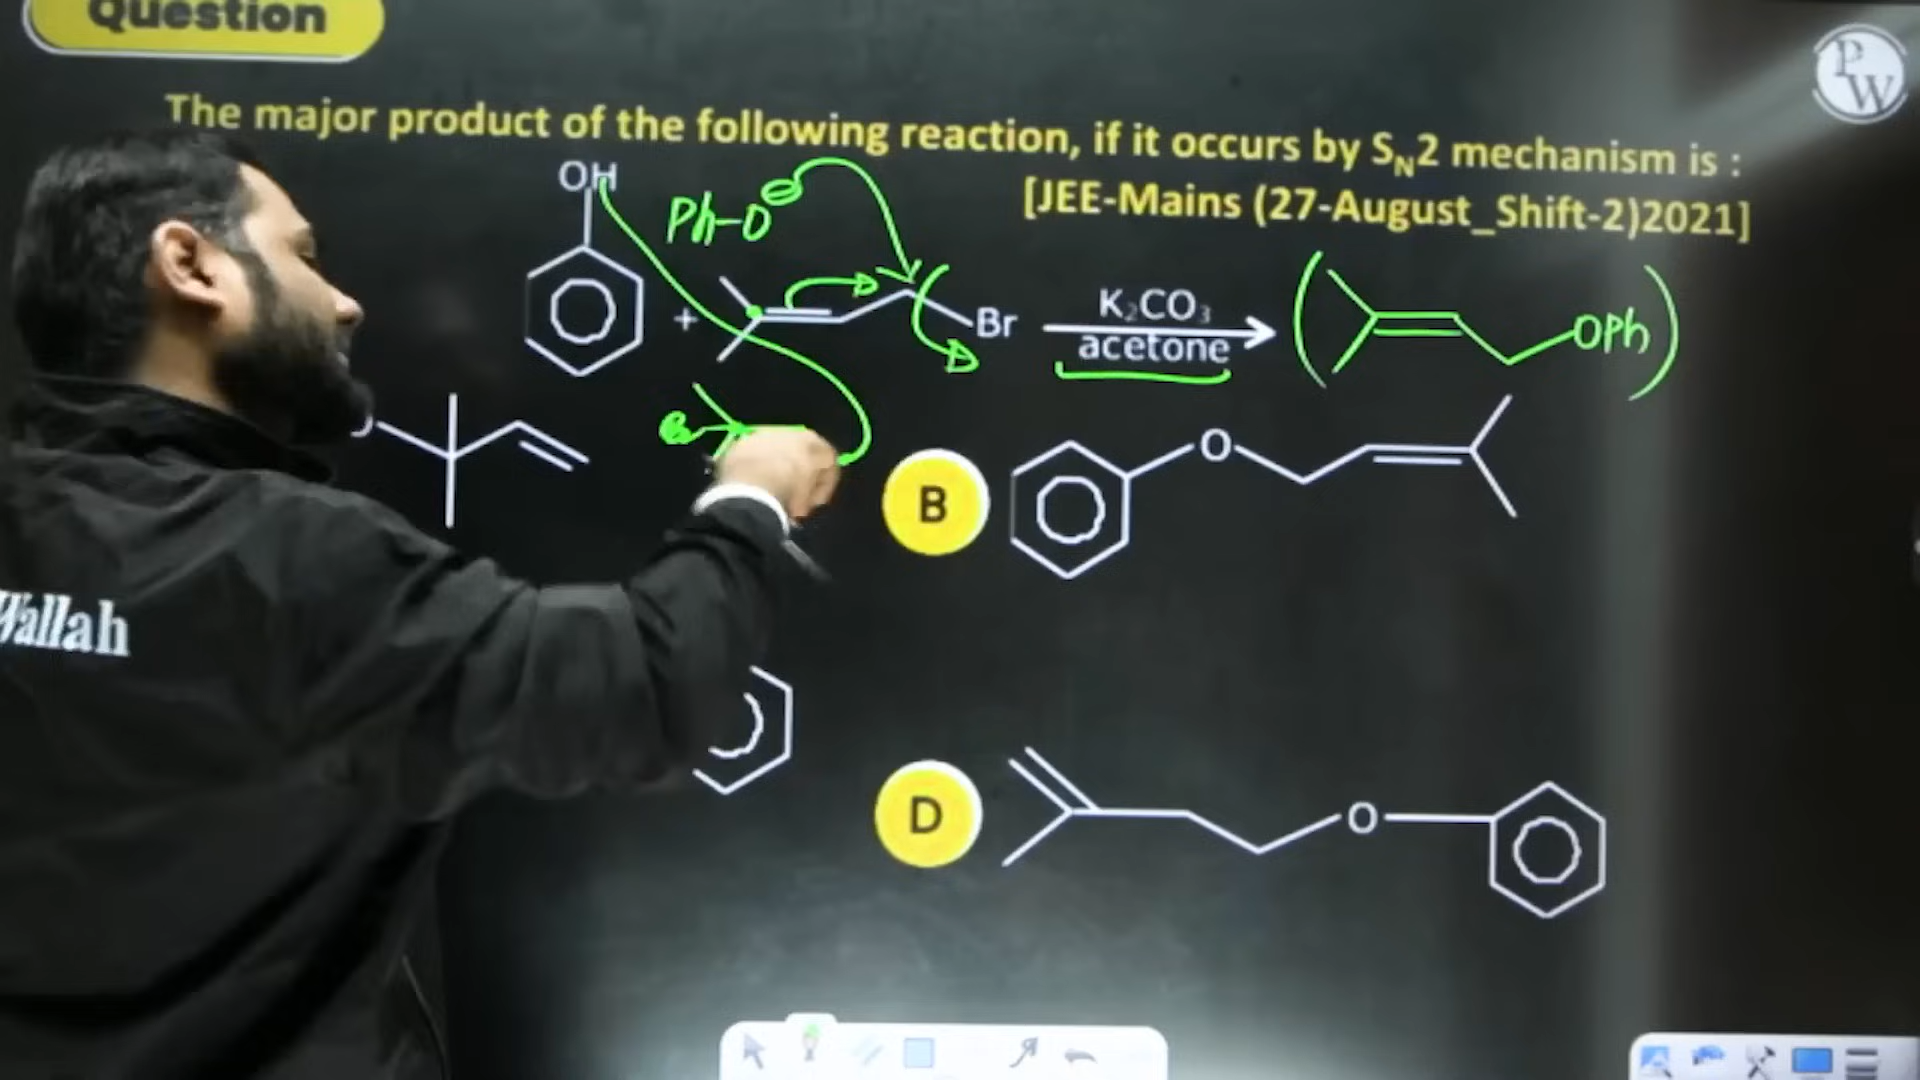 Question
PW
The major product of the following reaction, if it occurs by SN2 mechanism is :
[JEE-Mains (27-August_Shift-2)2021]
OH
Ph-O⊖
+
Br
K2CO3
acetone
OPh
O
B
O
Wallah
D
O